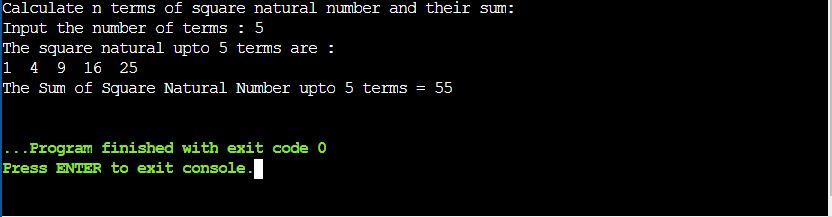 Calculate n terms of square natural number and their sum:
Input the number of terms : 5
The square natural upto 5 terms are :
1  4  9  16  25
The Sum of Square Natural Number upto 5 terms = 55
...Program finished with exit code 0
Press ENTER to exit console.